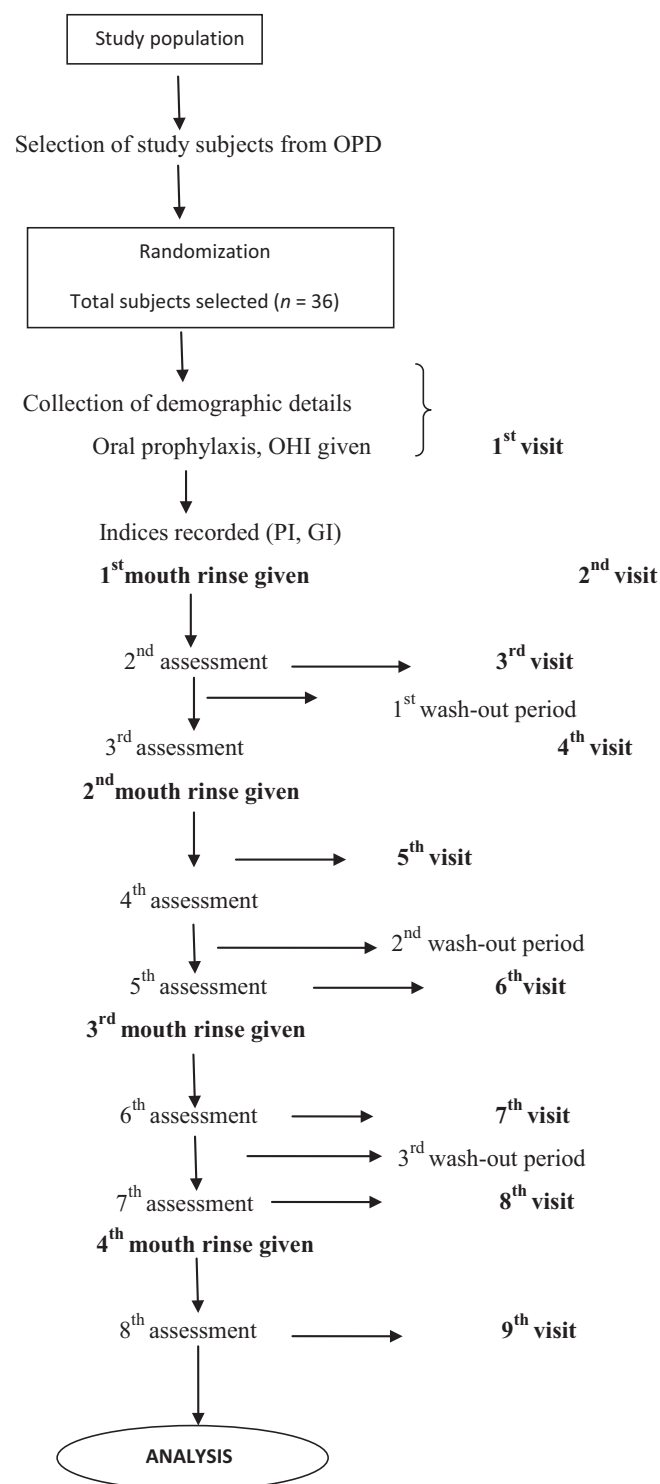 Study population
Selection of study subjects from OPD
Randomization
Total subjects selected (n = 36)
Collection of demographic details
Oral prophylaxis, OHI given 1st visit
Indices recorded (PI, GI)
1st mouth rinse given 2nd visit
2nd assessment 3rd visit
1st wash-out period
3rd assessment 4th visit
2nd mouth rinse given
5th visit
4th assessment
2nd wash-out period
5th assessment 6th visit
3rd mouth rinse given
6th assessment 7th visit
3rd wash-out period
7th assessment 8th visit
4th mouth rinse given
8th assessment 9th visit
ANALYSIS